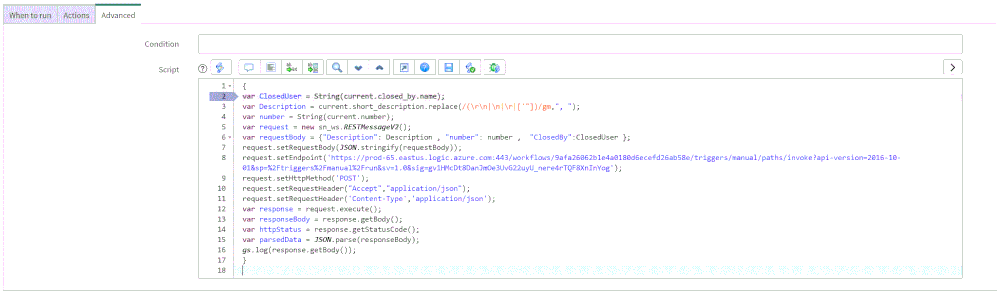 When to run Actions Advanced
Condition
Script
1 {
2 var ClosedUser = String(current.closed_by.name);
3 var Description = current.short_description.replace(/(\r\n|\n|\r|['"])/gm,", ");
4 var number = String(current.number);
5 var request = new sn_ws.RESTMessageV2();
6 var requestBody = {"Description": Description , "number": number , "ClosedBy":ClosedUser };
7 request.setRequestBody(JSON.stringify(requestBody));
8 request.setEndpoint('https://prod-65.eastus.logic.azure.com:443/workflows/9afa26062b1e4a0180d6ecefd26ab58e/triggers/manual/paths/invoke?api-version=2016-10-
01&sp=%2Ftriggers%2Fmanual%2Frun&sv=1.0&sig=gv1HMcDt8DanJmOe3UvG22uyU_nere4rTQF8XnInYog');
9 request.setHttpMethod('POST');
10 request.setRequestHeader("Accept","application/json");
11 request.setRequestHeader('Content-Type','application/json');
12 var response = request.execute();
13 var responseBody = response.getBody();
14 var httpStatus = response.getStatusCode();
15 var parsedData = JSON.parse(responseBody);
16 gs.log(response.getBody());
17 }
18